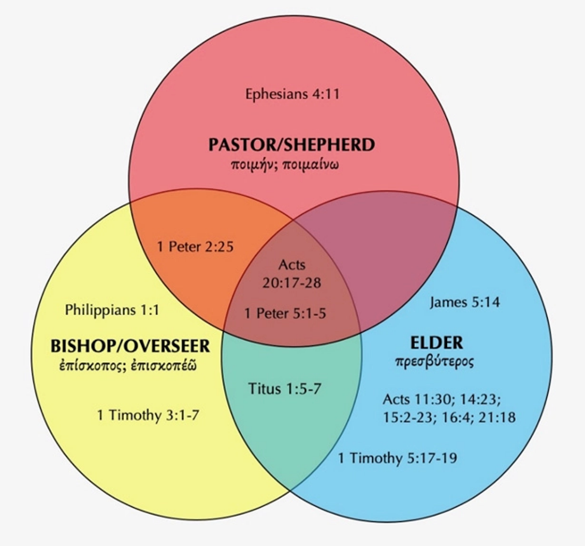 Ephesians 4:11
PASTOR/SHEPHERD
ποιμήν; ποιμαίνω
1 Peter 2:25
Acts
20:17-28
1 Peter 5:1-5
Philippians 1:1
BISHOP/OVERSEER
ἐπίσκοπος; ἐπισκοπέῶ
1 Timothy 3:1-7
Titus 1:5-7
James 5:14
ELDER
πρεσβύτερος
Acts 11:30; 14:23;
15:2-23; 16:4; 21:18
1 Timothy 5:17-19